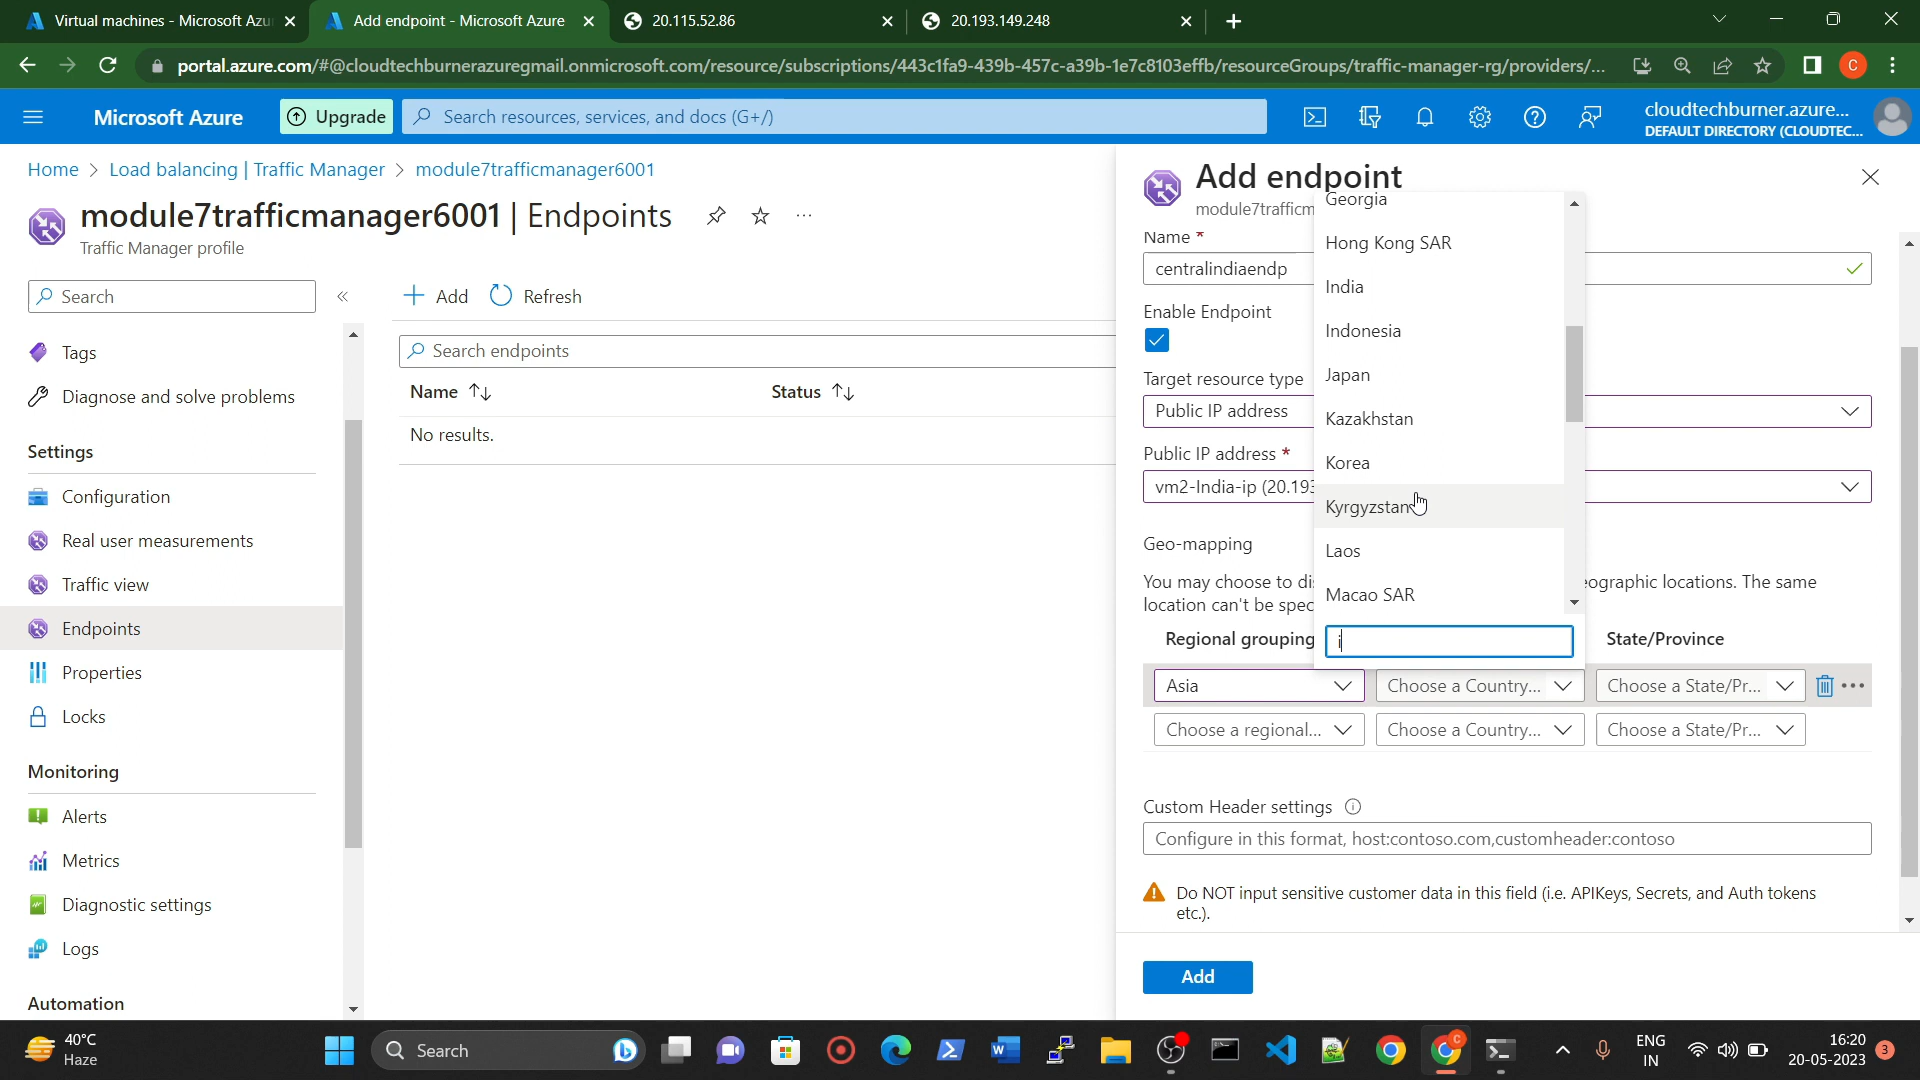 Virtual machines - Microsoft Azu
Add endpoint - Microsoft Azure
20.115.52.86
20.193.149.248
portal.azure.com/#@cloudtechburnerazuregmail.onmicrosoft.com/resource/subscriptions/443c1fa9-439b-457c-a39b-1e7c8103effb/resourceGroups/traffic-manager-rg/providers/...
C
Microsoft Azure
Upgrade
Search resources, services, and docs (G+/)
cloudtechburner.azure...
DEFAULT DIRECTORY (CLOUDTEC...
Home > Load balancing | Traffic Manager > module7trafficmanager6001
module7trafficmanager6001 | Endpoints
Traffic Manager profile
Search
Tags
Diagnose and solve problems
Settings
Configuration
Real user measurements
Traffic view
Endpoints
Properties
Locks
Monitoring
Alerts
Metrics
Diagnostic settings
Logs
Automation
Add
Refresh
Search endpoints
Name
Status
No results.
Add endpoint
module7traffic
Name *
centralindiaendp
Enable Endpoint
Target resource type
Public IP address
Public IP address *
vm2-India-ip (20.193
Geo-mapping
You may choose to di
ographic locations. The same
location can't be spec
Georgia
Hong Kong SAR
India
Indonesia
Japan
Kazakhstan
Korea
Kyrgyzstan
Laos
Macao SAR
i
Regional grouping
State/Province
Asia
Choose a Country...
Choose a State/Pr...
Choose a regional...
Choose a Country...
Choose a State/Pr...
Custom Header settings
Configure in this format, host:contoso.com,customheader:contoso
Do NOT input sensitive customer data in this field (i.e. APIKeys, Secrets, and Auth tokens
etc.).
Add
40°C
Haze
Search
ENG
IN
16:20
20-05-2023
3